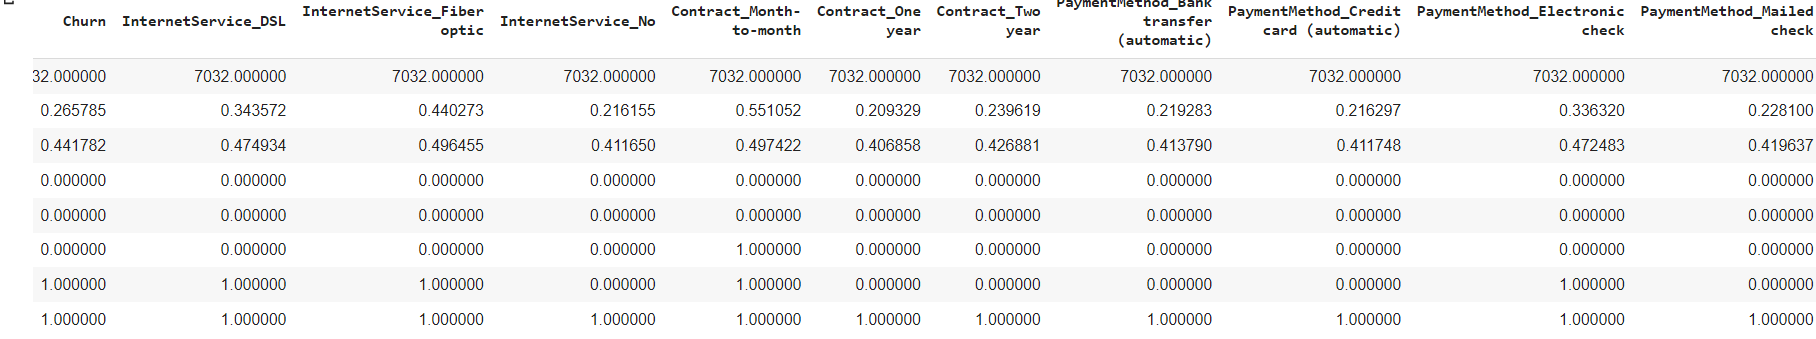 Churn InternetService_DSL InternetService_Fiber optic InternetService_No Contract_Month-to-month Contract_One year Contract_Two year PaymentMethod_Bank transfer (automatic) PaymentMethod_Credit card (automatic) PaymentMethod_Electronic check PaymentMethod_Mailed check
32.000000 7032.000000 7032.000000 7032.000000 7032.000000 7032.000000 7032.000000 7032.000000 7032.000000 7032.000000 7032.000000
0.265785 0.343572 0.440273 0.216155 0.551052 0.209329 0.239619 0.219283 0.216297 0.336320 0.228100
0.441782 0.474934 0.496455 0.411650 0.497422 0.406858 0.426881 0.413790 0.411748 0.472483 0.419637
0.000000 0.000000 0.000000 0.000000 0.000000 0.000000 0.000000 0.000000 0.000000 0.000000 0.000000
0.000000 0.000000 0.000000 0.000000 0.000000 0.000000 0.000000 0.000000 0.000000 0.000000 0.000000
0.000000 0.000000 0.000000 0.000000 1.000000 0.000000 0.000000 0.000000 0.000000 0.000000 0.000000
1.000000 1.000000 1.000000 0.000000 1.000000 0.000000 0.000000 0.000000 0.000000 1.000000 0.000000
1.000000 1.000000 1.000000 1.000000 1.000000 1.000000 1.000000 1.000000 1.000000 1.000000 1.000000